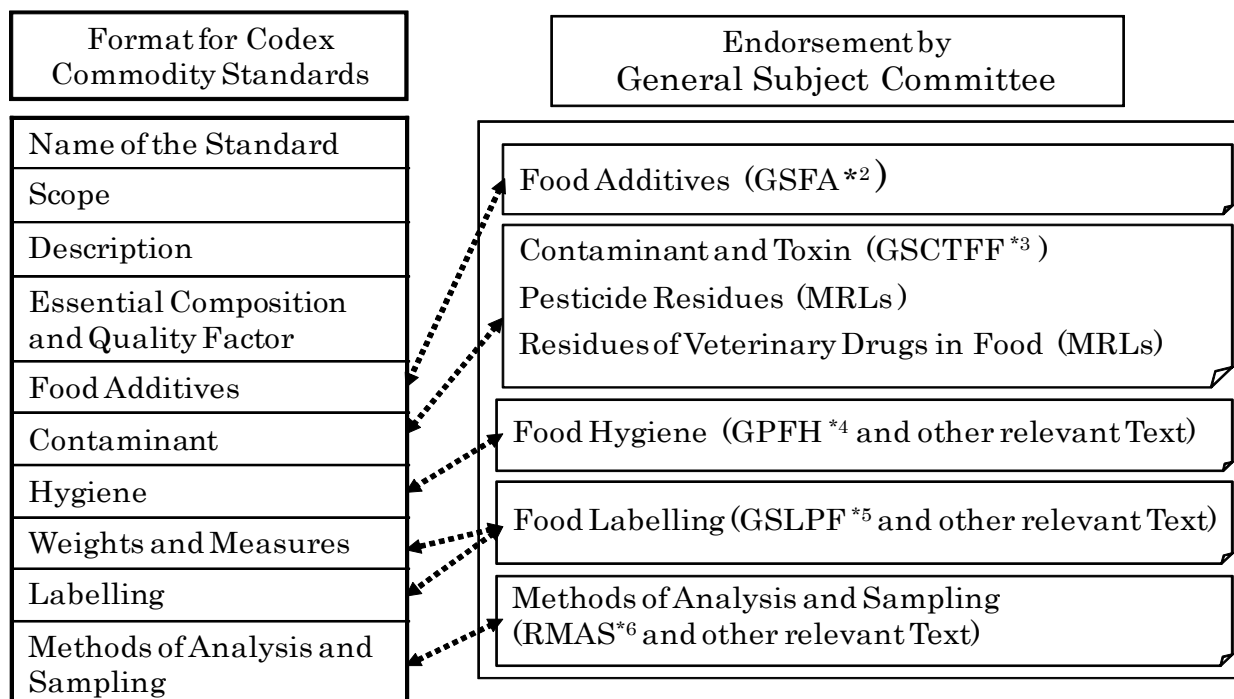 Format for Codex
Commodity Standards
Name of the Standard
Scope
Description
Essential Composition
and Quality Factor
Food Additives
Contaminant
Hygiene
Weights and Measures
Labelling
Methods of Analysis and
Sampling
Endorsement by
General Subject Committee
Food Additives (GSFA *2)
Contaminant and Toxin (GSCTFF *3 )
Pesticide Residues (MRLs)
Residues of Veterinary Drugs in Food (MRLs)
Food Hygiene (GPFH *4 and other relevant Text)
Food Labelling (GSLPF *5 and other relevant Text)
Methods of Analysis and Sampling
(RMAS*6 and other relevant Text)